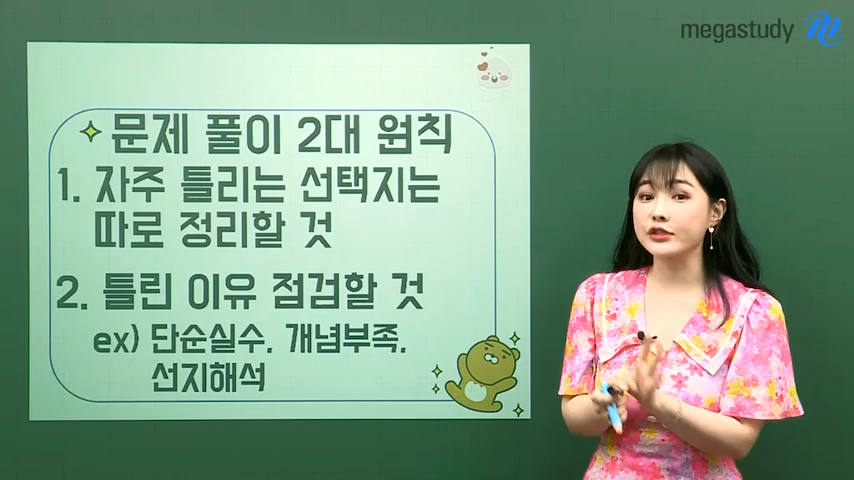 megastudy
문제 풀이 2대 원칙
1. 자주 틀리는 선택지는
따로 정리할 것
2. 틀린 이유 점검할 것
ex) 단순실수, 개념부족,
선지해석